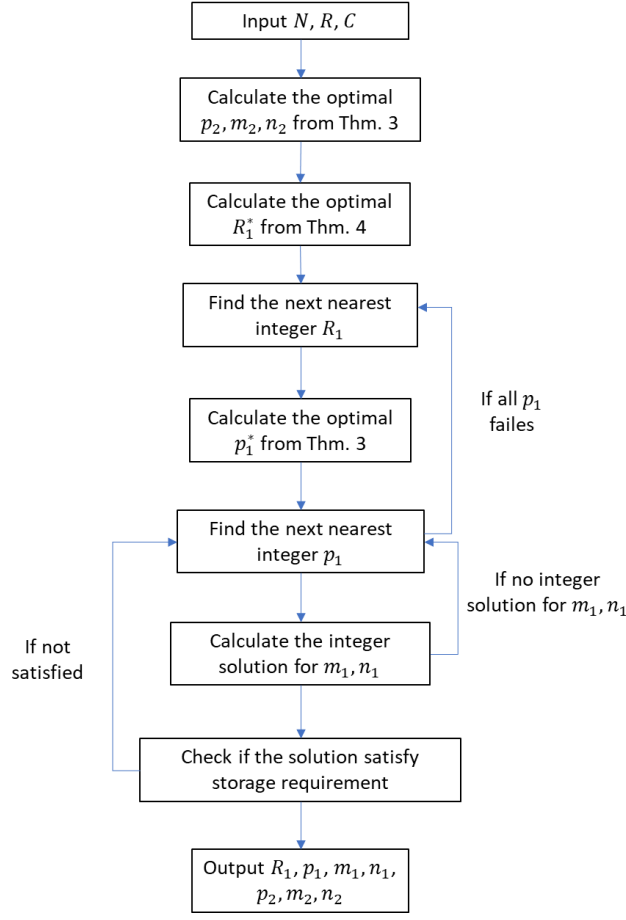 Input N, R, C
Calculate the optimal
p₂, m₂, n₂ from Thm. 3
Calculate the optimal
R₁* from Thm. 4
Find the next nearest
integer R₁
If all p₁
failes
Calculate the optimal
p₁* from Thm. 3
Find the next nearest
integer p₁
If no integer
solution for m₁, n₁
Calculate the integer
solution for m₁, n₁
If not
satisfied
Check if the solution satisfy
storage requirement
Output R₁, p₁, m₁, n₁,
p₂, m₂, n₂